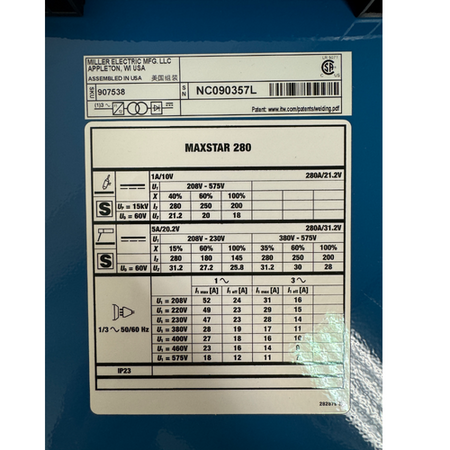 MILLER ELECTRIC MFG. LLC
APPLETON, WI USA
ASSEMBLED IN USA 美国组装
SKU 907538
SN NC090357L
Patent: www.itw.com/patents/welding.pdf
MAXSTAR 280
1A/10V 280A/21.2V
U₁ 208V - 575V
X 40% 60% 100%
S Uₚ = 15kV I₂ 280 250 200
U₀ = 60V U₂ 21.2 20 18
5A/20.2V 280A/31.2V
U₁ 208V - 230V 380V - 575V
X 15% 60% 100% 35% 60% 100%
S I₂ 280 180 145 280 250 200
U₀ = 60V U₂ 31.2 27.2 25.8 31.2 30 28
1 3
I₁ max [A] I₁ eff [A] I₁ max [A] I₁ eff [A]
1/3 50/60 Hz
U₁ = 208V 52 24 31 16
U₁ = 220V 49 23 29 15
U₁ = 230V 47 23 28 14
U₁ = 380V 28 19 17 11
U₁ = 400V 27 18 16
U₁ = 460V 23 16 14
U₁ = 575V 18 12 11
IP23